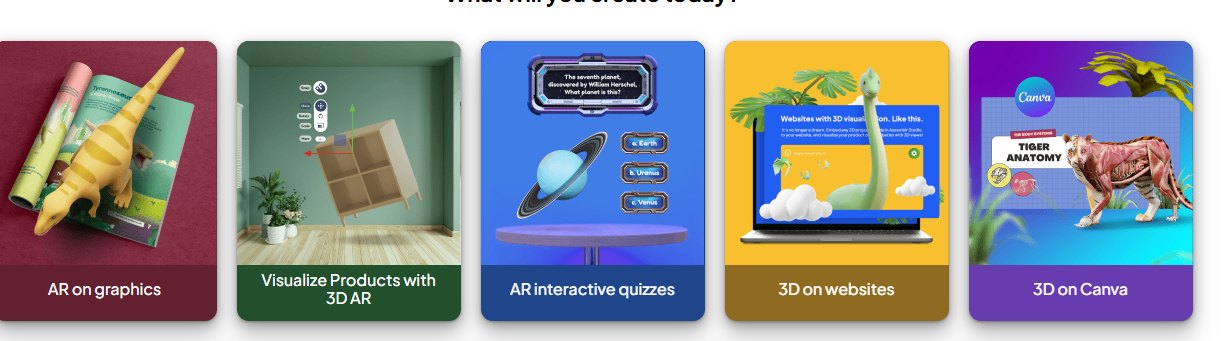 What will you create today?
Tyrannosaurus
The seventh planet,
discovered by William Herschel,
What planet is this?
a. Earth
b. Uranus
c. Venus
Websites with 3D visualization. Like this.
Canva
THE BODY SYSTEMS
TIGER
ANATOMY
AR on graphics
Visualize Products with
3D AR
AR interactive quizzes
3D on websites
3D on Canva